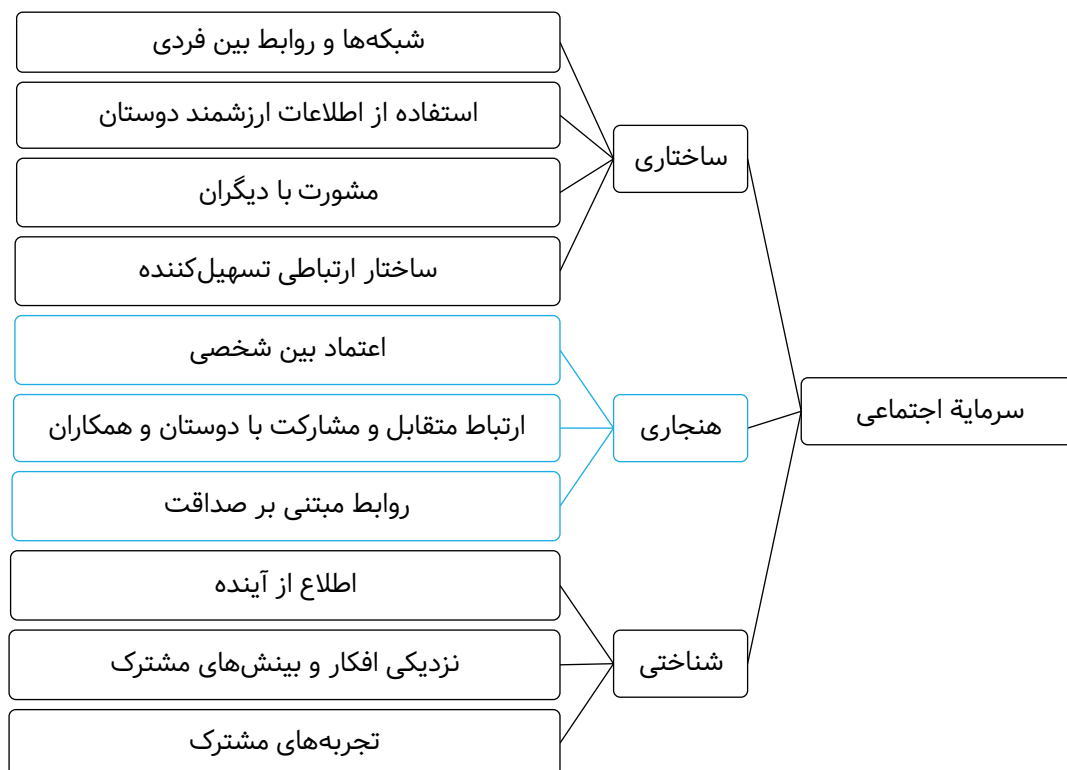 سرمایة اجتماعی
ساختاری
شبکه‌ها و روابط بین فردی
استفاده از اطلاعات ارزشمند دوستان
مشورت با دیگران
ساختار ارتباطی تسهیل‌کننده
هنجاری
اعتماد بین شخصی
ارتباط متقابل و مشارکت با دوستان و همکاران
روابط مبتنی بر صداقت
شناختی
اطلاع از آینده
نزدیکی افکار و بینش‌های مشترک
تجربه‌های مشترک